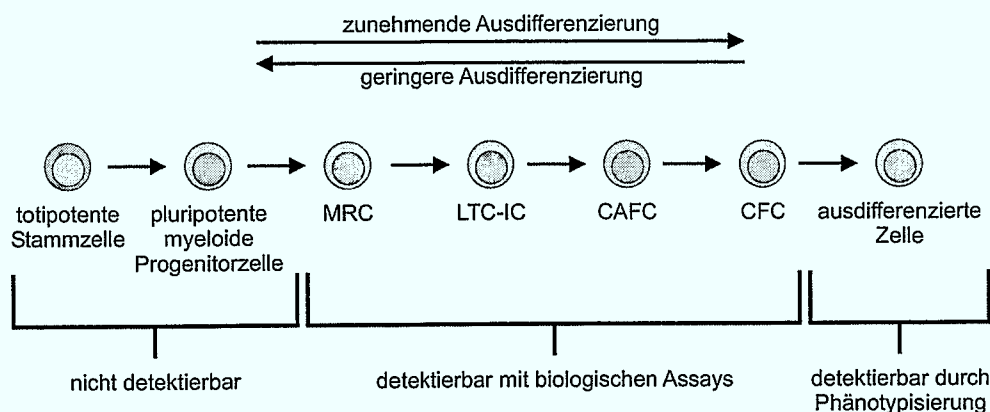 zunehmende Ausdifferenzierung
geringere Ausdifferenzierung
totipotente
Stammzelle
pluripotente
myeloide
Progenitorzelle
MRC
LTC-IC
CAFC
CFC
ausdifferenzierte
Zelle
nicht detektierbar
detektierbar mit biologischen Assays
detektierbar durch
Phänotypisierung